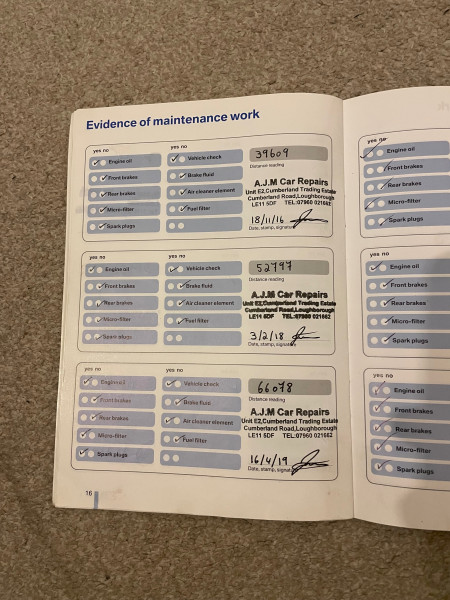 Evidence of maintenance work
yes no
yes no
Engine oil
Vehicle check
39609
Distance reading
Front brakes
Brake fluid
Rear brakes
Air cleaner element
Micro-filter
Fuel filter
Spark plugs
A.J.M Car Repairs
Unit E2,Cumberland Trading Estate
Cumberland Road,Loughborough
LE11 5DF TEL:07960 021662
18/11/16
Date, stamp, signature
yes no
yes no
Engine oil
Vehicle check
52797
Distance reading
Front brakes
Brake fluid
Rear brakes
Air cleaner element
Micro-filter
Fuel filter
Spark plugs
A.J.M Car Repairs
Unit E2,Cumberland Trading Estate
Cumberland Road,Loughborough
LE11 5DF TEL:07960 021662
3/2/18
Date, stamp, signature
yes no
yes no
Engine oil
Vehicle check
66078
Distance reading
Front brakes
Brake fluid
Rear brakes
Air cleaner element
Micro-filter
Fuel filter
Spark plugs
A.J.M Car Repairs
Unit E2,Cumberland Trading Estate
Cumberland Road,Loughborough
LE11 5DF TEL:07960 021662
16/4/19
Date, stamp, signature
16
yes no
Engine oil
Front brakes
Rear brakes
Micro-filter
Spark plugs
yes no
Engine oil
Front brakes
Rear brakes
Micro-filter
Spark plugs
yes no
Engine oil
Front brakes
Rear brakes
Micro-filter
Spark plugs